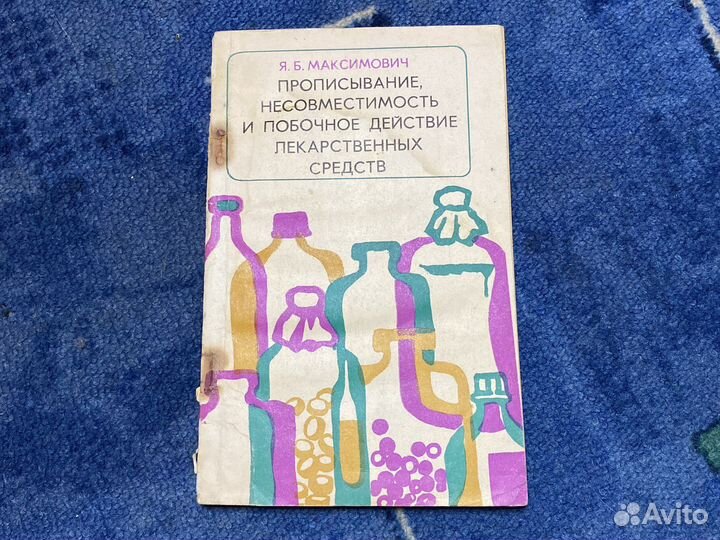 Я. Б. МАКСИМОВИЧ
ПРОПИСЫВАНИЕ,
НЕСОВМЕСТИМОСТЬ
И ПОБОЧНОЕ ДЕЙСТВИЕ
ЛЕКАРСТВЕННЫХ
СРЕДСТВ
Avito